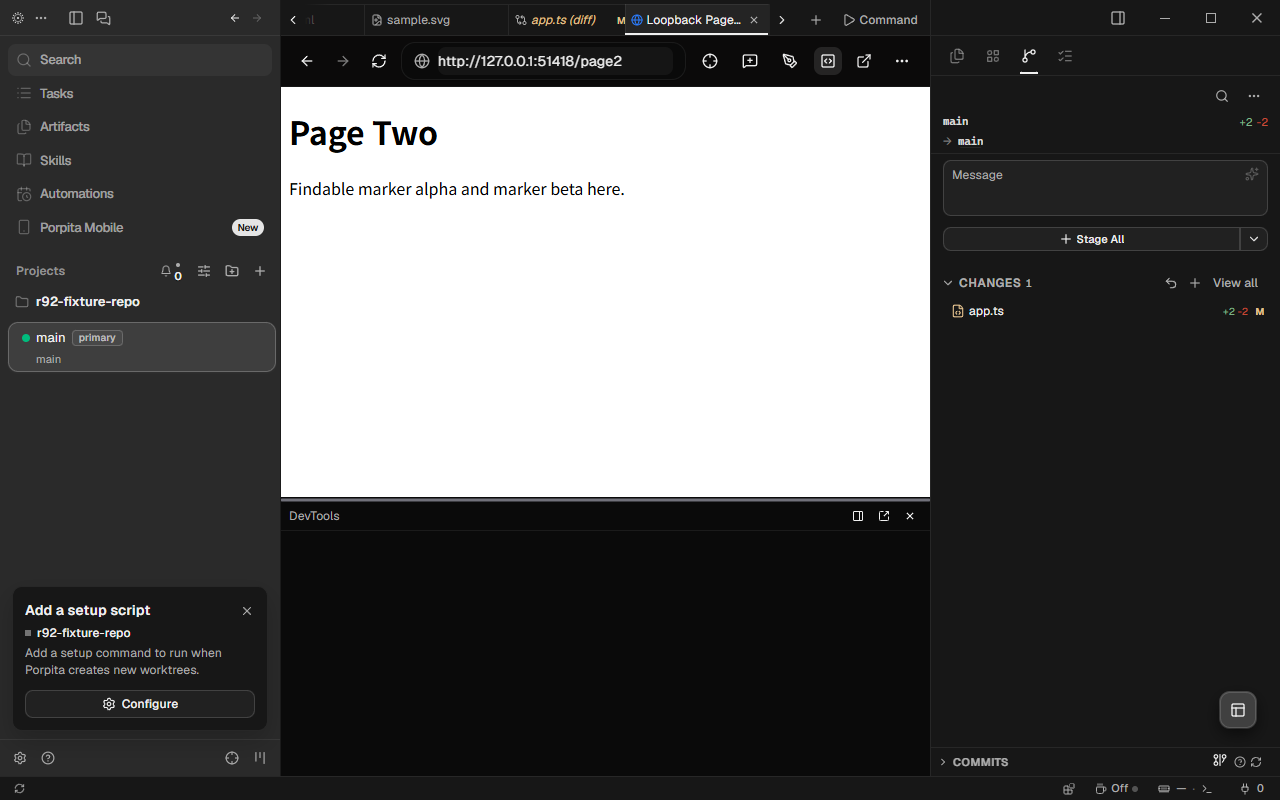 Search
Tasks
Artifacts
Skills
Automations
Porpita Mobile
New
Projects
0
r92-fixture-repo
main primary
main
Add a setup script
r92-fixture-repo
Add a setup command to run when
Porpita creates new worktrees.
Configure
sample.svg
app.ts (diff) M
Loopback Page...
Command
http://127.0.0.1:51418/page2
Page Two
Findable marker alpha and marker beta here.
DevTools
main +2 -2
→ main
Message
Stage All
CHANGES 1
View all
app.ts +2 -2 M
COMMITS
Off
0